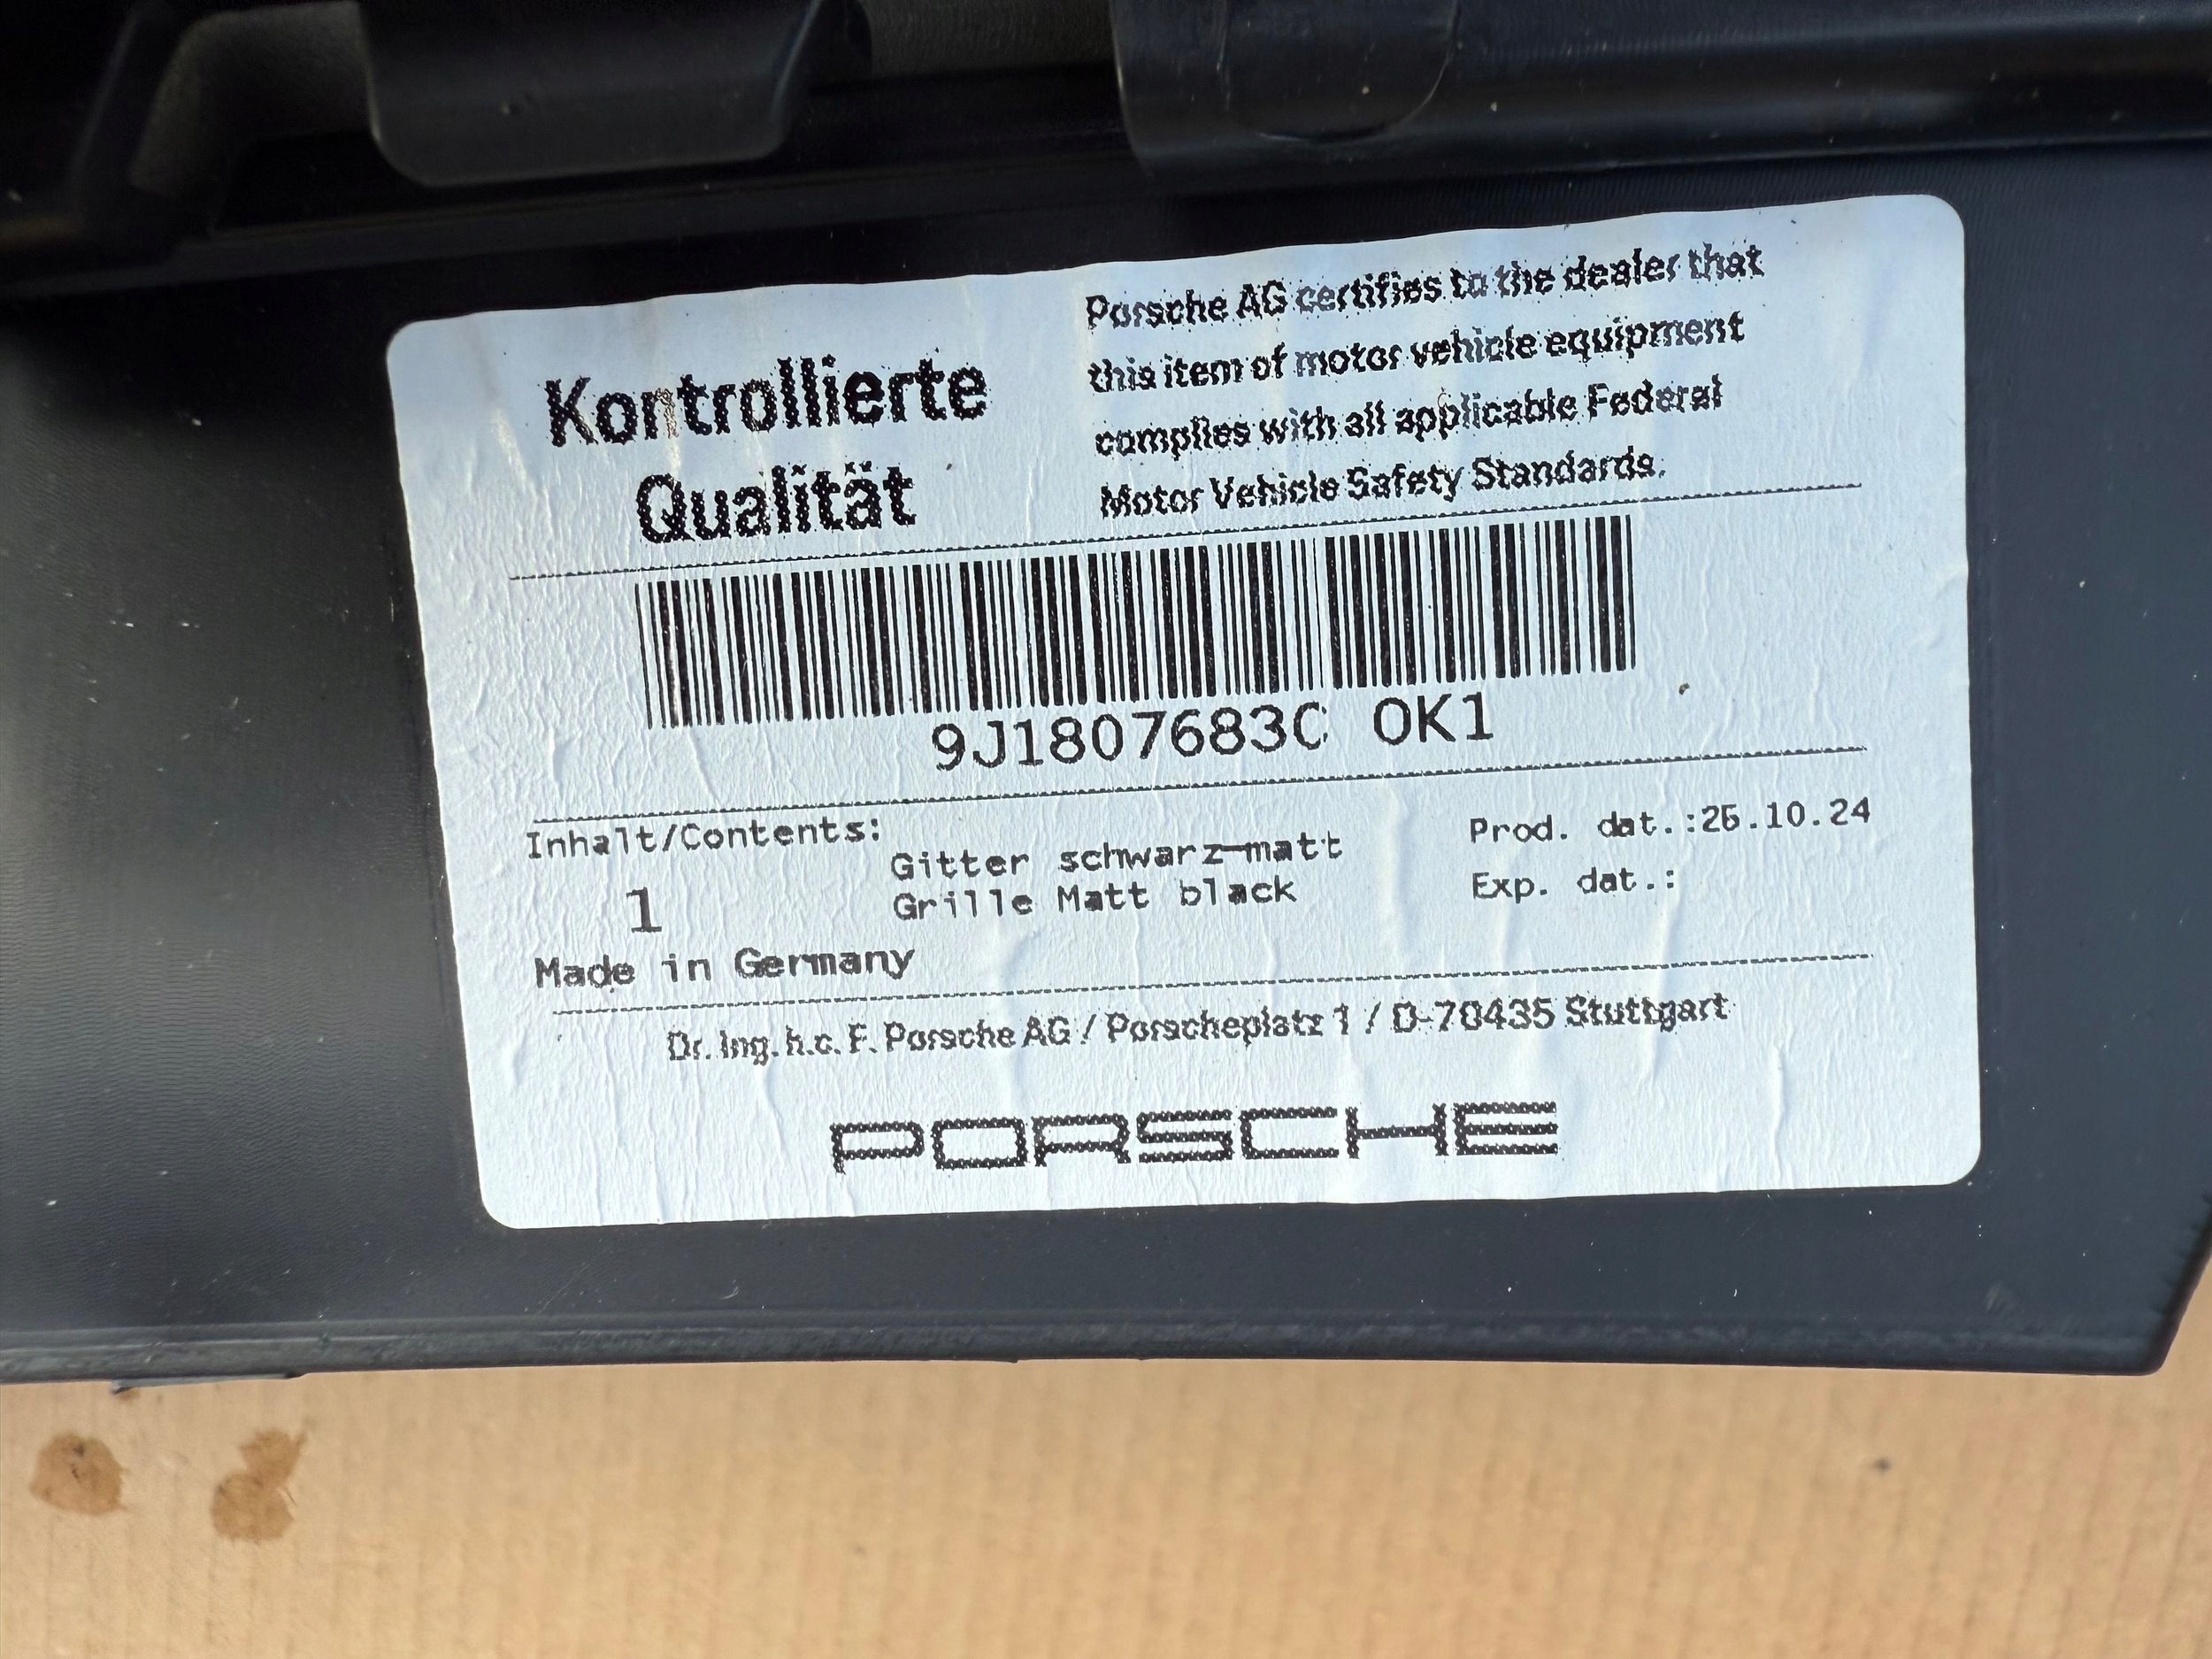 Kontrollierte
Qualität
Porsche AG certifies to the dealer that
this item of motor vehicle equipment
complies with all applicable Federal
Motor Vehicle Safety Standards.
9J1807683C OK1
Inhalt/Contents:
1
Gitter schwarz-matt
Grille Matt black
Prod. dat.:25.10.24
Exp. dat.:
Made in Germany
Dr. Ing. h.c. F. Porsche AG / Porscheplatz 1 / D-70435 Stuttgart
PORSCHE